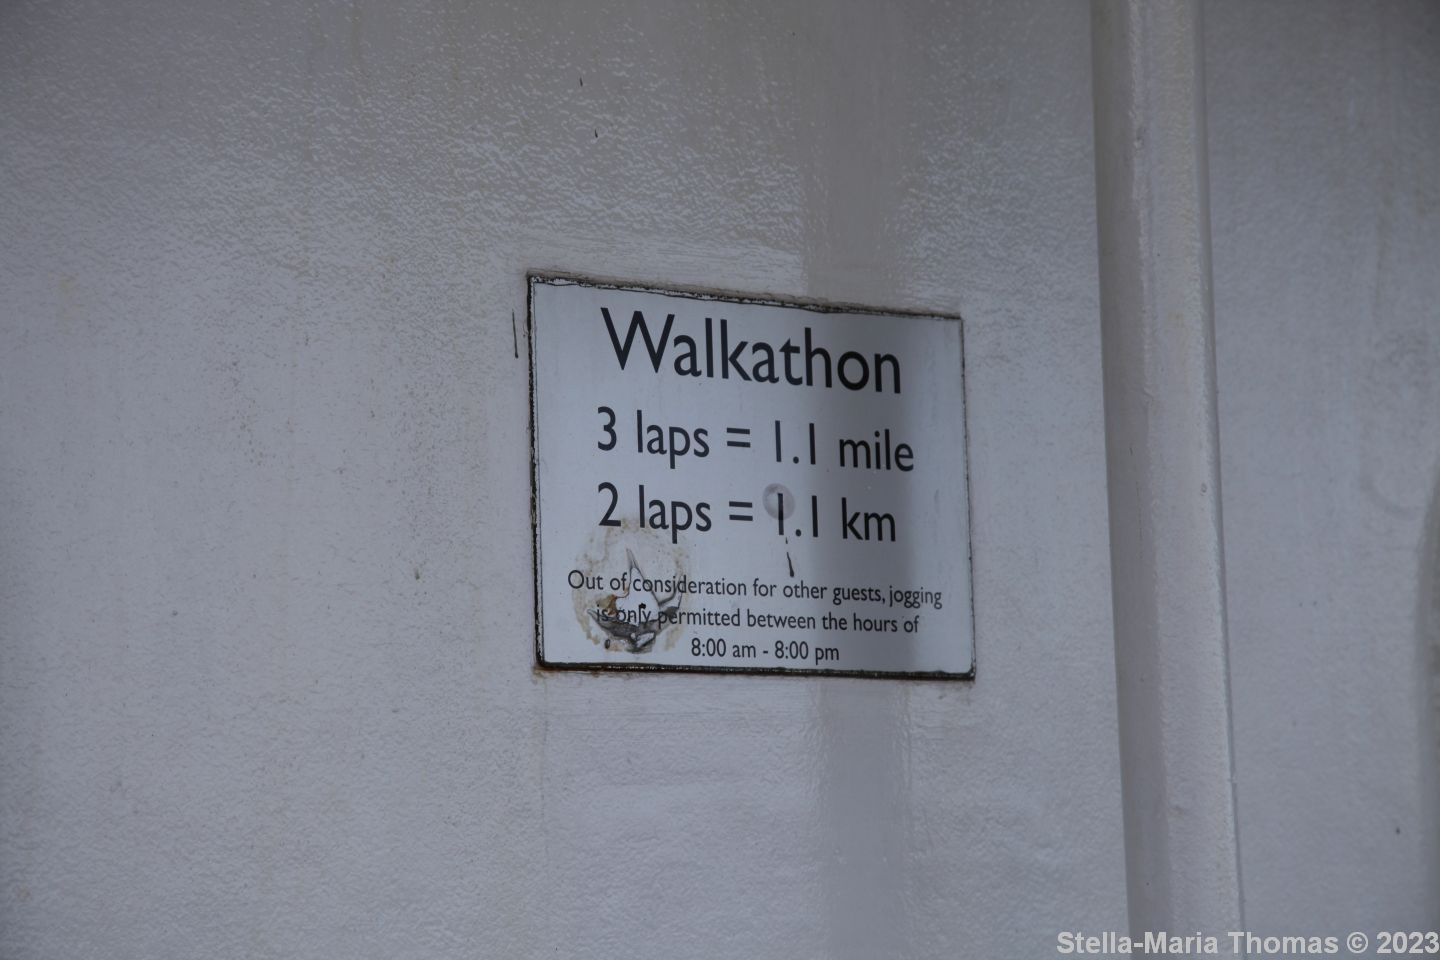 Walkathon
3 laps = 1.1 mile
2 laps = 1.1 km
Out of consideration for other guests, jogging
is only permitted between the hours of
8:00 am - 8:00 pm
Stella-Maria Thomas © 2023